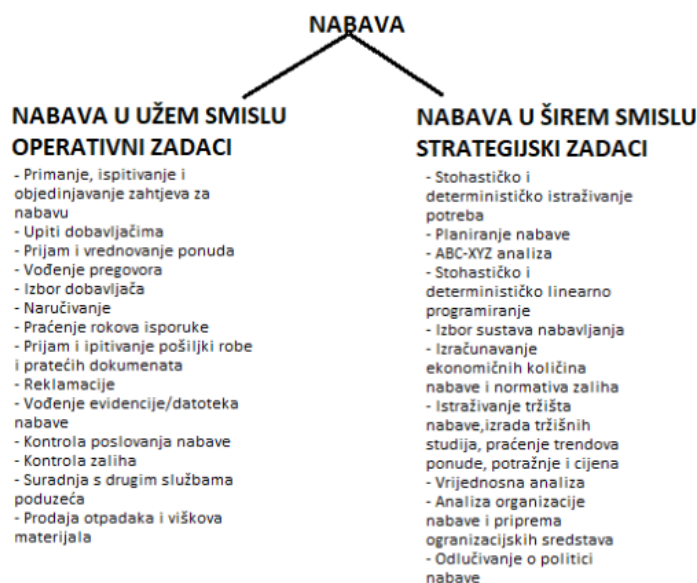 NABAVA
NABAVA U UŽEM SMISLU
OPERATIVNI ZADACI
- Primanje, ispitivanje i
objedinjavanje zahtjeva za
nabavu
- Upiti dobavljačima
- Prijam i vrednovanje ponuda
- Vođenje pregovora
- Izbor dobavljača
- Naručivanje
- Praćenje rokova isporuke
- Prijam i ipitivanje pošiljki robe
i pratećih dokumenata
- Reklamacije
- Vođenje evidencije/datoteka
nabave
- Kontrola poslovanja nabave
- Kontrola zaliha
- Suradnja s drugim službama
poduzeća
- Prodaja otpadaka i viškova
materijala
NABAVA U ŠIREM SMISLU
STRATEGIJSKI ZADACI
- Stohastičko i
determinističko istraživanje
potreba
- Planiranje nabave
- ABC-XYZ analiza
- Stohastičko i
determinističko linearno
programiranje
- Izbor sustava nabavljanja
- Izračunavanje
ekonomičnih količina
nabave i normativa zaliha
- Istraživanje tržišta
nabave,izrada tržišnih
studija, praćenje trendova
ponude, potražnje i cijena
- Vrijednosna analiza
- Analiza organizacije
nabave i priprema
ogranizacijskih sredstava
- Odlučivanje o politici
nabave